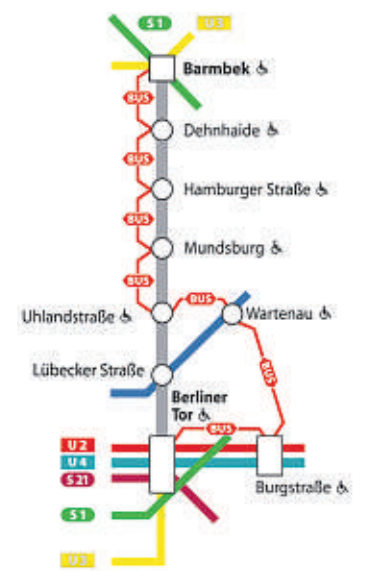 S1 U3
Barmbek
BUS
Dehnhaide
BUS
Hamburger Straße
BUS
Mundsburg
BUS
BUS
Uhlandstraße
Wartenau
Lübecker Straße
BUS
Berliner
Tor
BUS
U2
U4
S21
Burgstraße
S1
U3